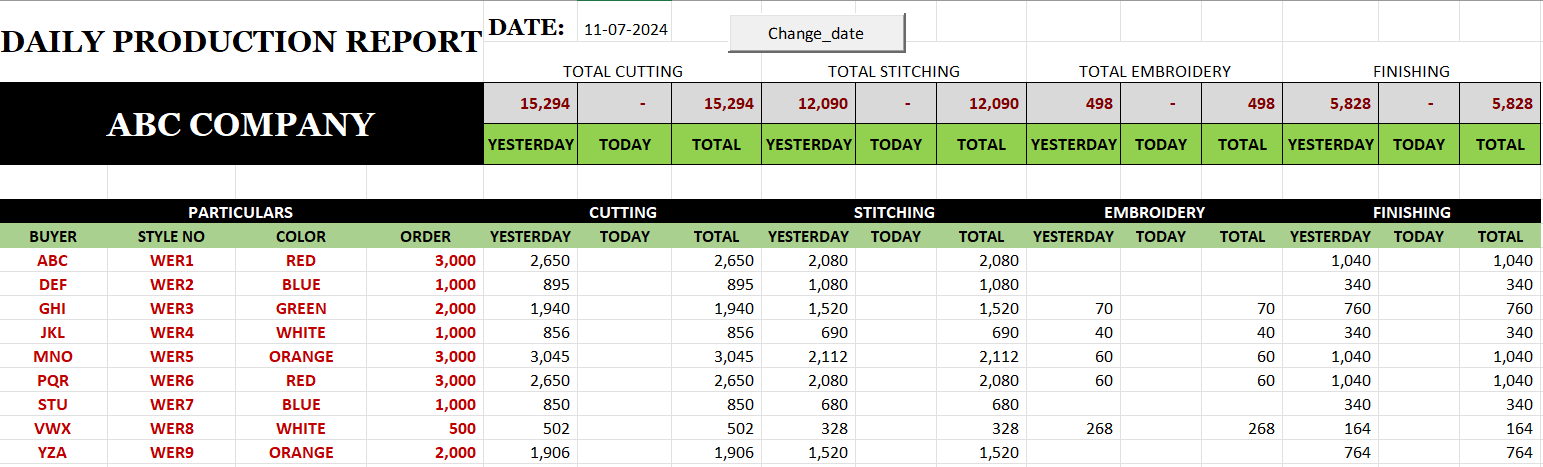 DAILY PRODUCTION REPORT DATE: 11-07-2024 Change_date
TOTAL CUTTING TOTAL STITCHING TOTAL EMBROIDERY FINISHING
ABC COMPANY
15,294 - 15,294 12,090 - 12,090 498 - 498 5,828 - 5,828
YESTERDAY TODAY TOTAL YESTERDAY TODAY TOTAL YESTERDAY TODAY TOTAL YESTERDAY TODAY TOTAL
PARTICULARS CUTTING STITCHING EMBROIDERY FINISHING
BUYER STYLE NO COLOR ORDER YESTERDAY TODAY TOTAL YESTERDAY TODAY TOTAL YESTERDAY TODAY TOTAL YESTERDAY TODAY TOTAL
ABC WER1 RED 3,000 2,650 2,650 2,080 2,080 1,040 1,040
DEF WER2 BLUE 1,000 895 895 1,080 1,080 340 340
GHI WER3 GREEN 2,000 1,940 1,940 1,520 1,520 70 70 760 760
JKL WER4 WHITE 1,000 856 856 690 690 40 40 340 340
MNO WER5 ORANGE 3,000 3,045 3,045 2,112 2,112 60 60 1,040 1,040
PQR WER6 RED 3,000 2,650 2,650 2,080 2,080 60 60 1,040 1,040
STU WER7 BLUE 1,000 850 850 680 680 340 340
VWX WER8 WHITE 500 502 502 328 328 268 268 164 164
YZA WER9 ORANGE 2,000 1,906 1,906 1,520 1,520 764 764